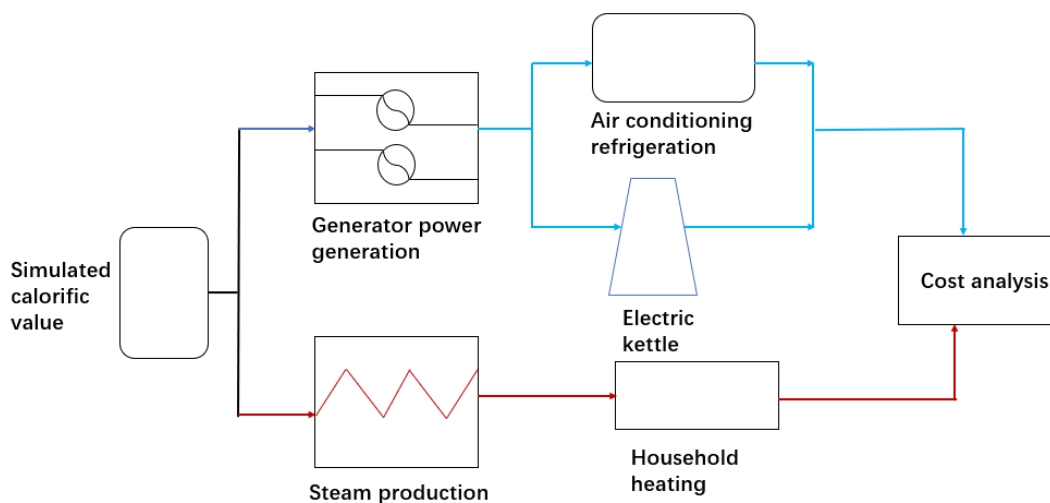 Air conditioning
refrigeration
Generator power
generation
Simulated
calorific
value
Cost analysis
Electric
kettle
Household
heating
Steam production